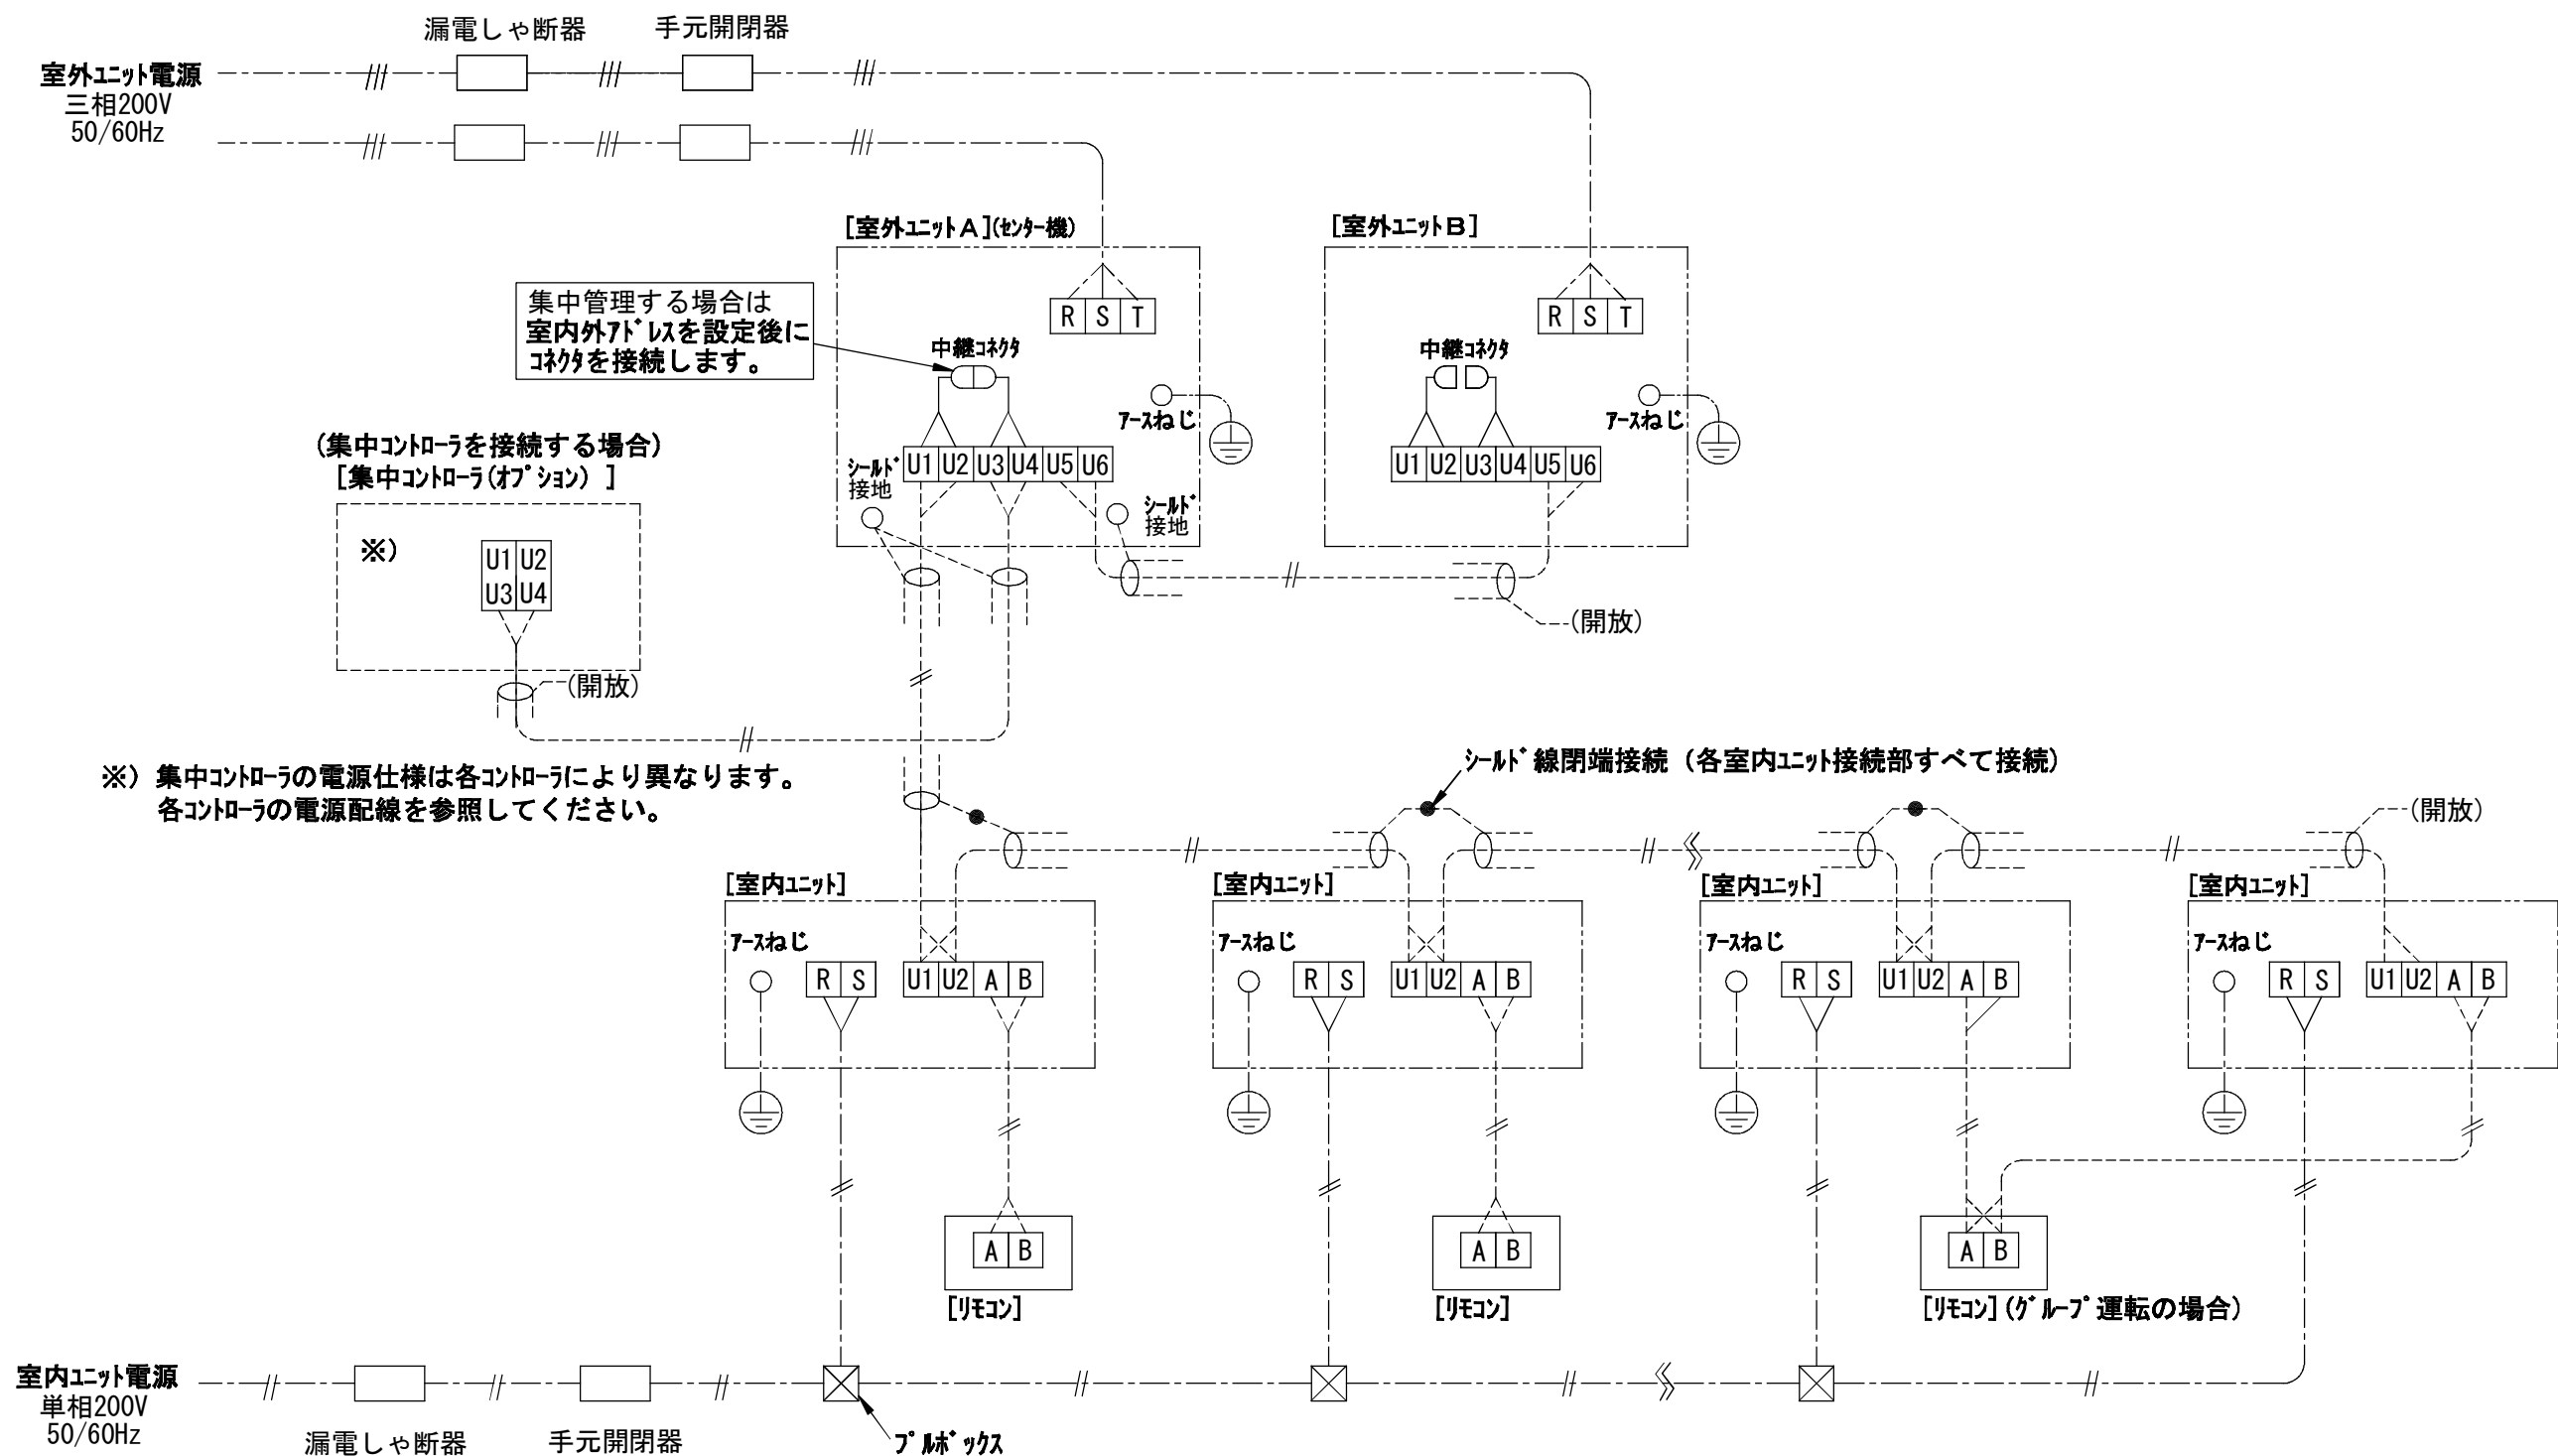 漏電しゃ断器
手元開閉器
室外ユニット電源
三相200V
50/60Hz
[室外ユニットA](センター機)
[室外ユニットB]
R S T
R S T
集中管理する場合は
室内外アドレスを設定後に
コネクタを接続します。
中継コネクタ
中継コネクタ
アースねじ
アースねじ
(集中コントローラを接続する場合)
[集中コントローラ(オプション) ]
シールド
接地
U1 U2 U3 U4 U5 U6
U1 U2 U3 U4 U5 U6
シールド
接地
※)
U1 U2
U3 U4
(開放)
(開放)
※) 集中コントローラの電源仕様は各コントローラにより異なります。
各コントローラの電源配線を参照してください。
シールド線閉端接続 (各室内ユニット接続部すべて接続)
(開放)
[室内ユニット]
[室内ユニット]
[室内ユニット]
[室内ユニット]
アースねじ
アースねじ
アースねじ
アースねじ
R S
U1 U2 A B
R S
U1 U2 A B
R S
U1 U2 A B
R S
U1 U2 A B
A B
A B
A B
[リモコン]
[リモコン]
[リモコン](グループ運転の場合)
室内ユニット電源
単相200V
50/60Hz
漏電しゃ断器
手元開閉器
プルボックス